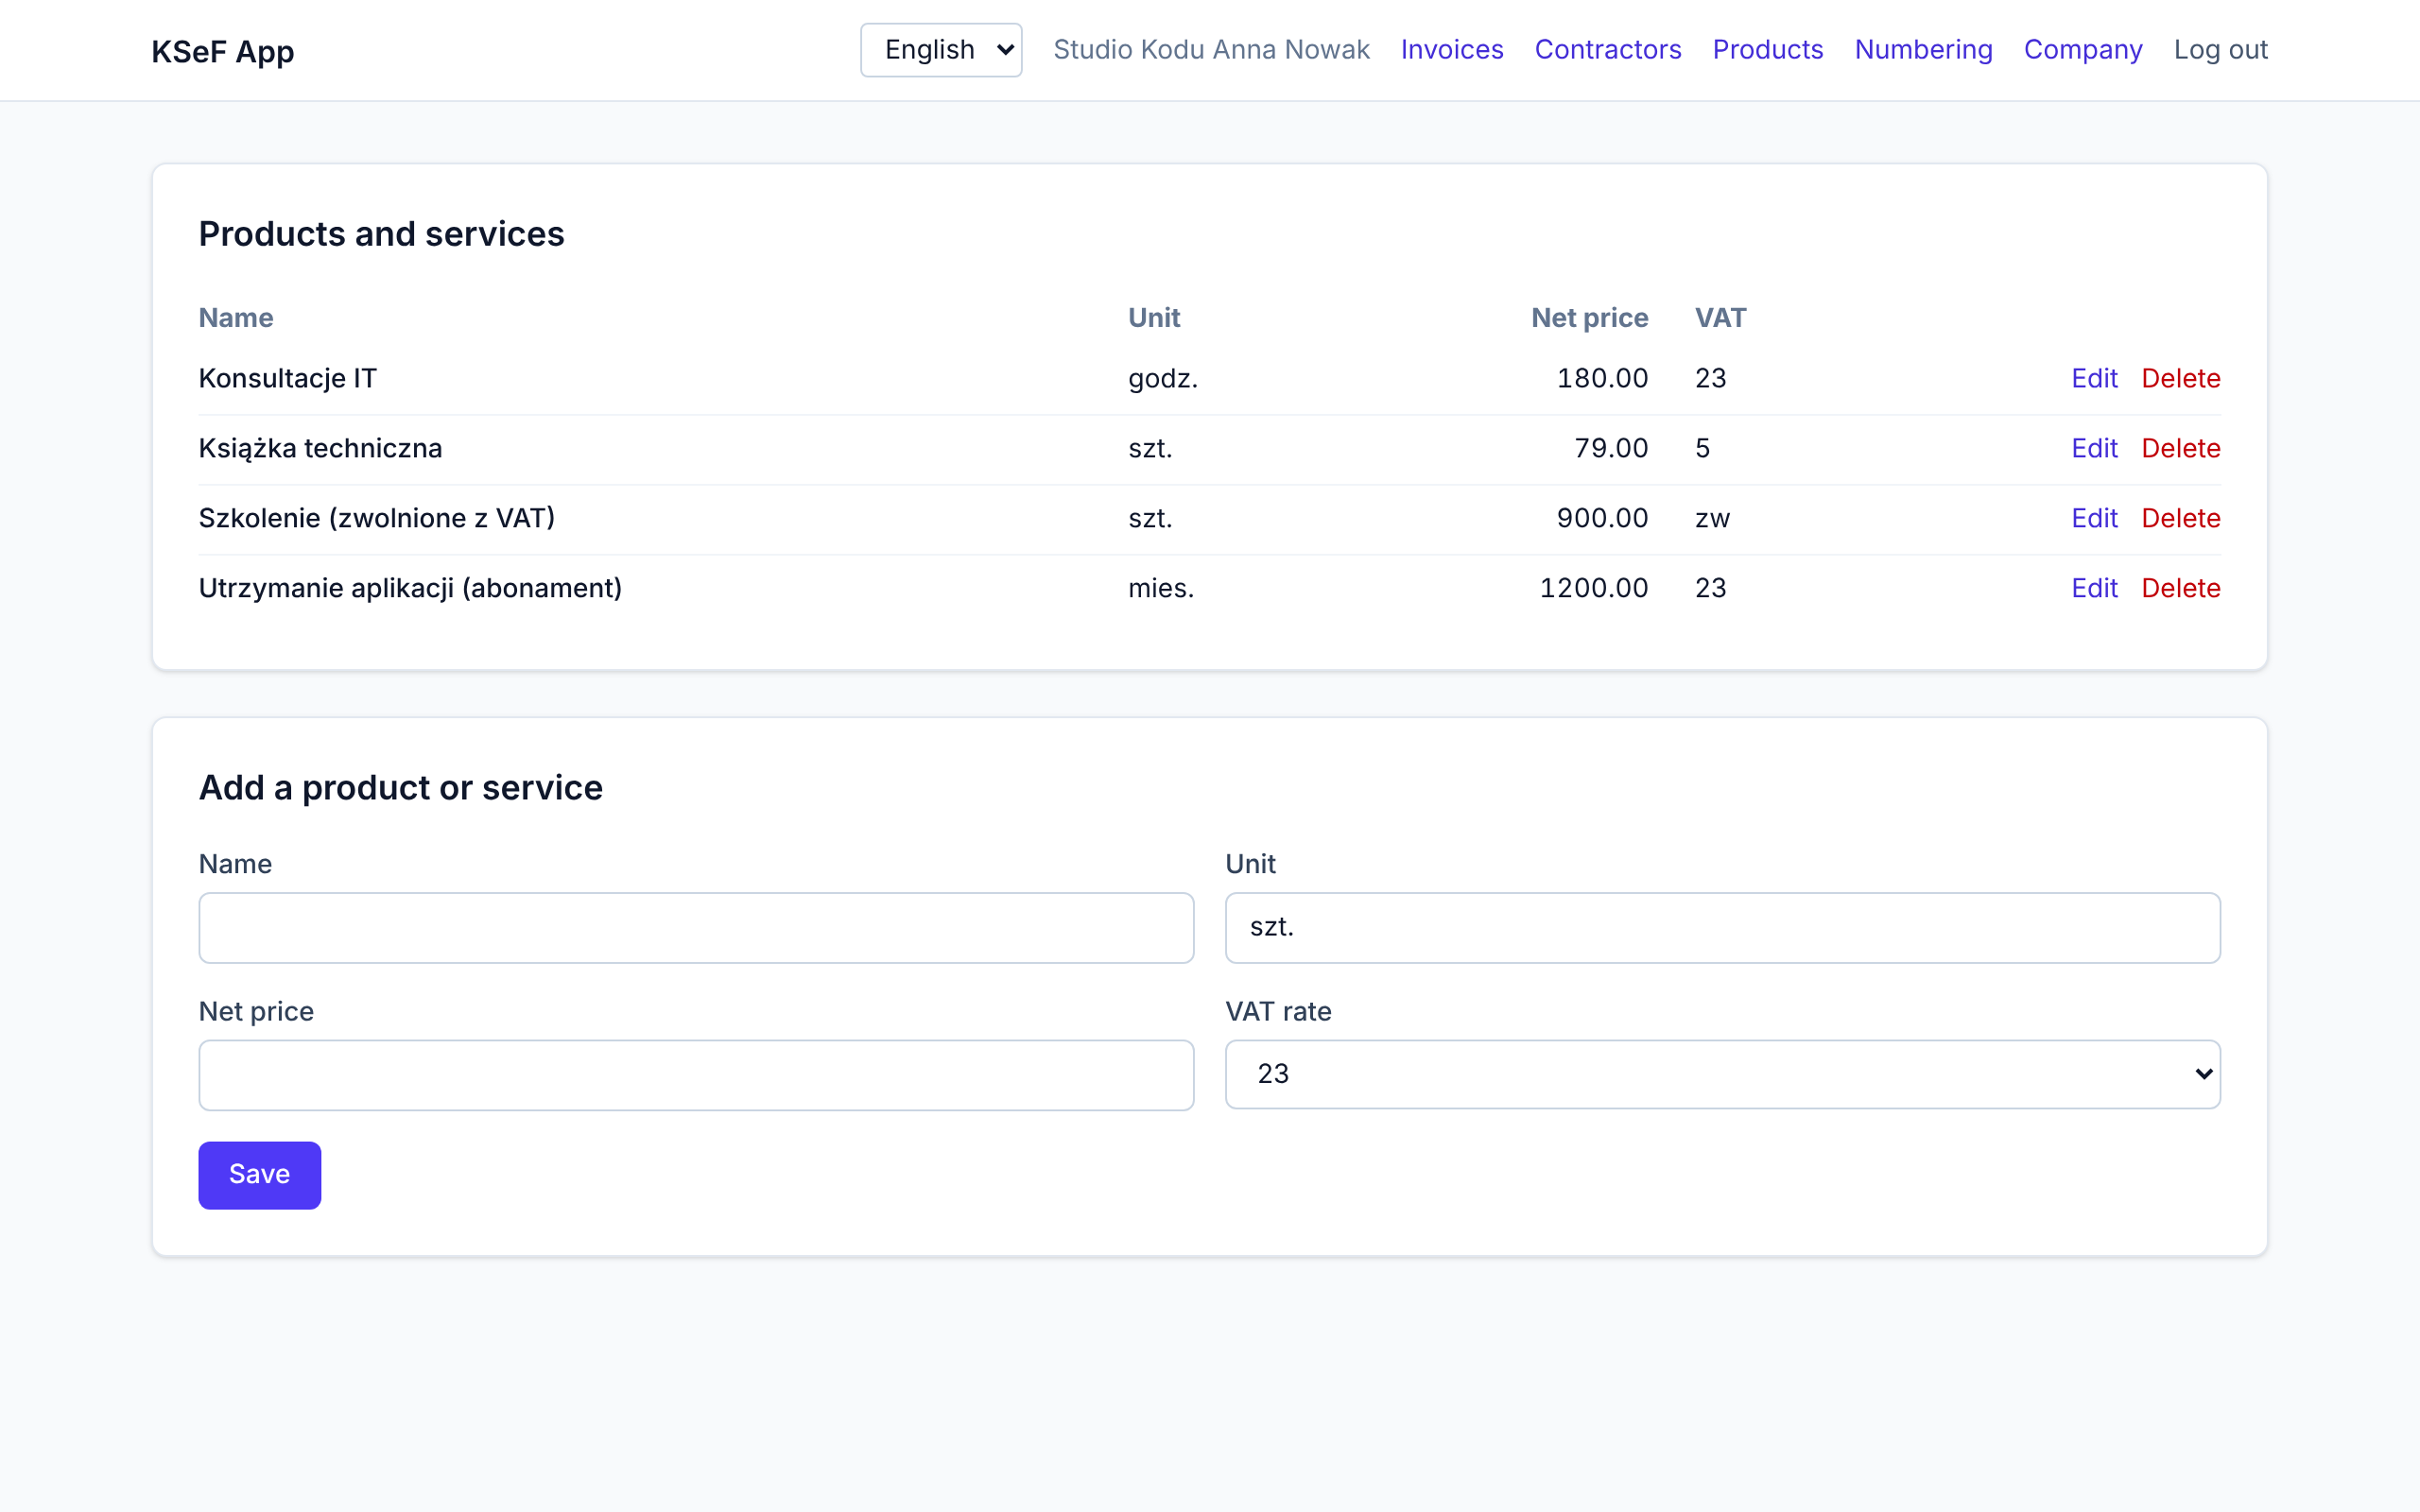 KSeF App English Studio Kodu Anna Nowak Invoices Contractors Products Numbering Company Log out
Products and services
Name Unit Net price VAT
Konsultacje IT godz. 180.00 23 Edit Delete
Książka techniczna szt. 79.00 5 Edit Delete
Szkolenie (zwolnione z VAT) szt. 900.00 zw Edit Delete
Utrzymanie aplikacji (abonament) mies. 1200.00 23 Edit Delete
Add a product or service
Name Unit
szt.
Net price VAT rate
23
Save